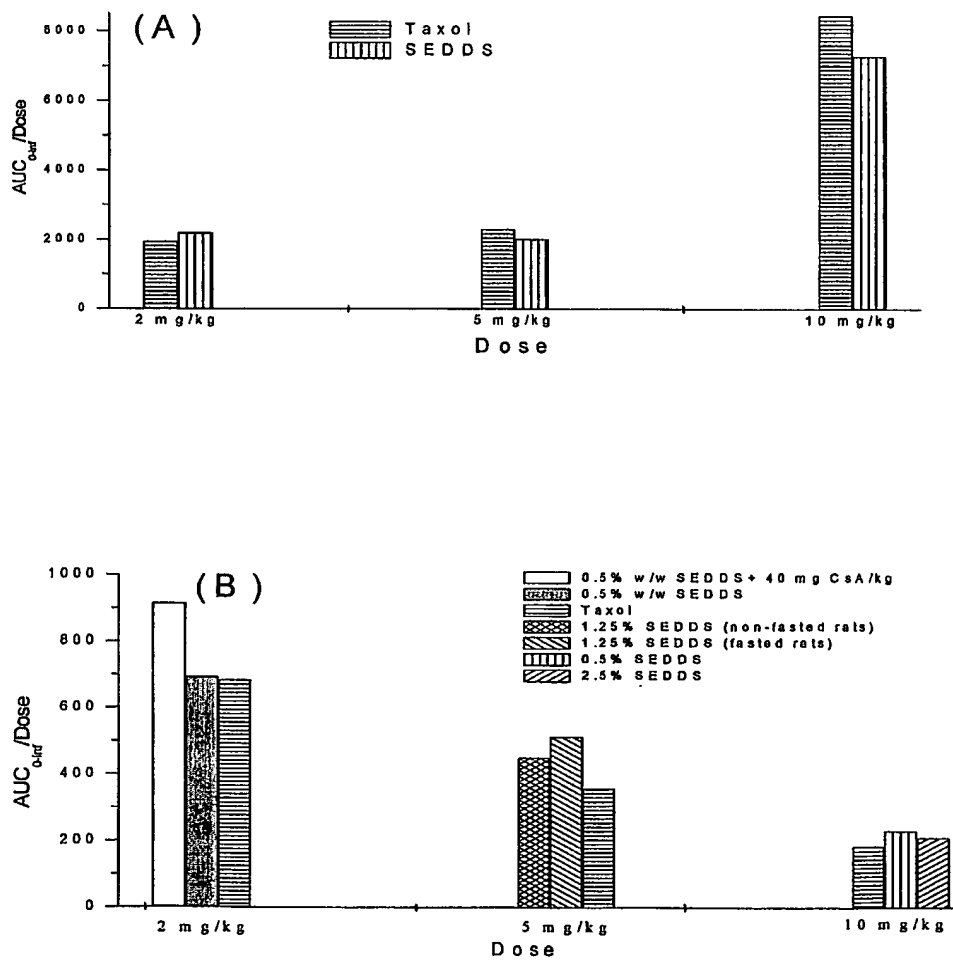 (A)
Taxol
SEDDS
8000
6000
4000
2000
0
AUC0-inf/Dose
2 mg/kg
5 mg/kg
10 mg/kg
Dose
(B)
0.5% w/w SEDDS+ 40 mg CsA/kg
0.5% w/w SEDDS
Taxol
1.25% SEDDS (non-fasted rats)
1.25% SEDDS (fasted rats)
0.5% SEDDS
2.5% SEDDS
1000
800
600
400
200
0
AUC0-inf/Dose
2 mg/kg
5 mg/kg
10 mg/kg
Dose